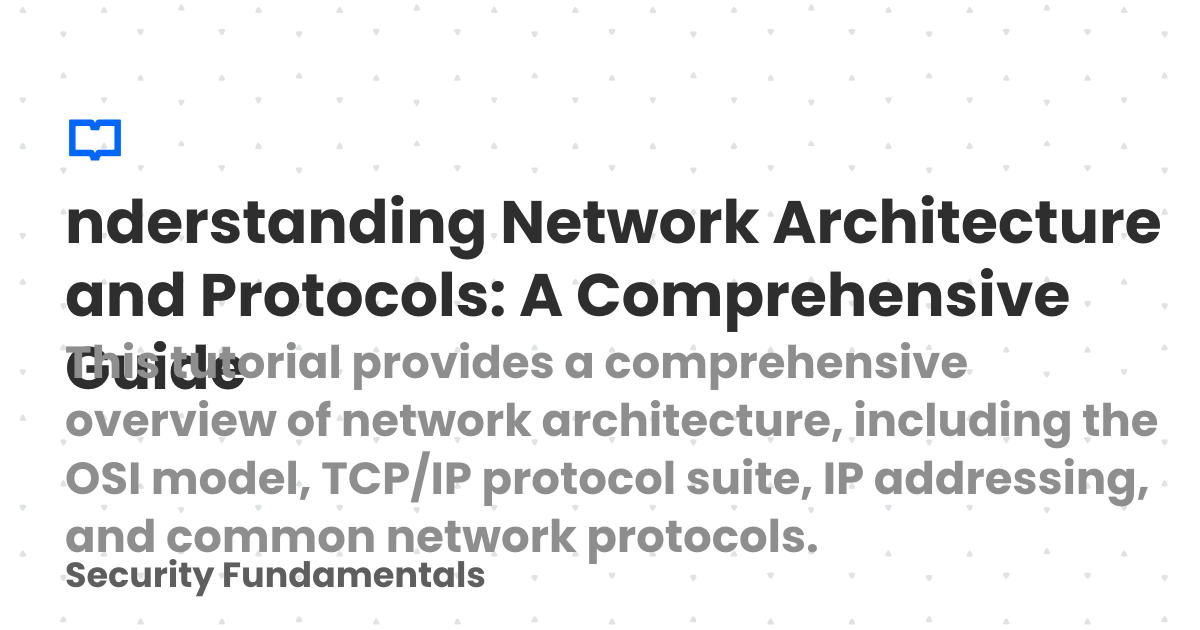 nderstanding Network Architecture
and Protocols: A Comprehensive
Guide
This tutorial provides a comprehensive
overview of network architecture, including the
OSI model, TCP/IP protocol suite, IP addressing,
and common network protocols.
Security Fundamentals